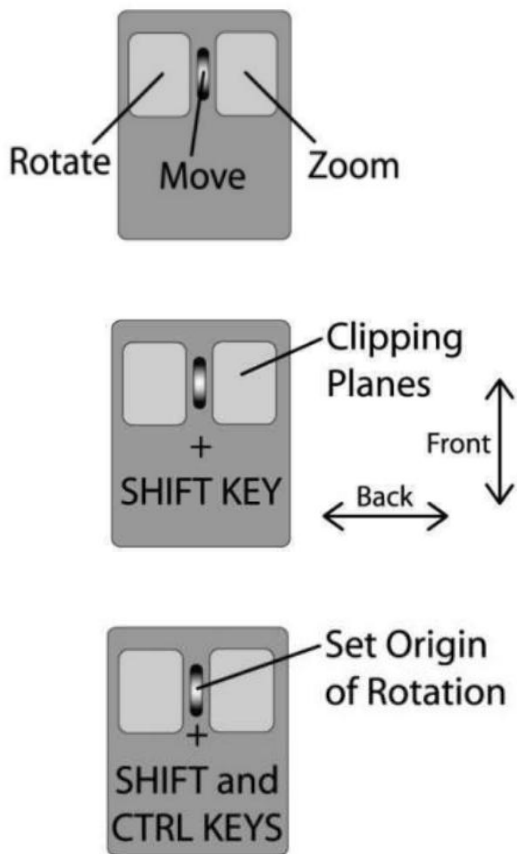 Rotate
Move
Zoom
Clipping
Planes
+
SHIFT KEY
Front
Back
Set Origin
of Rotation
+
SHIFT and
CTRL KEYS